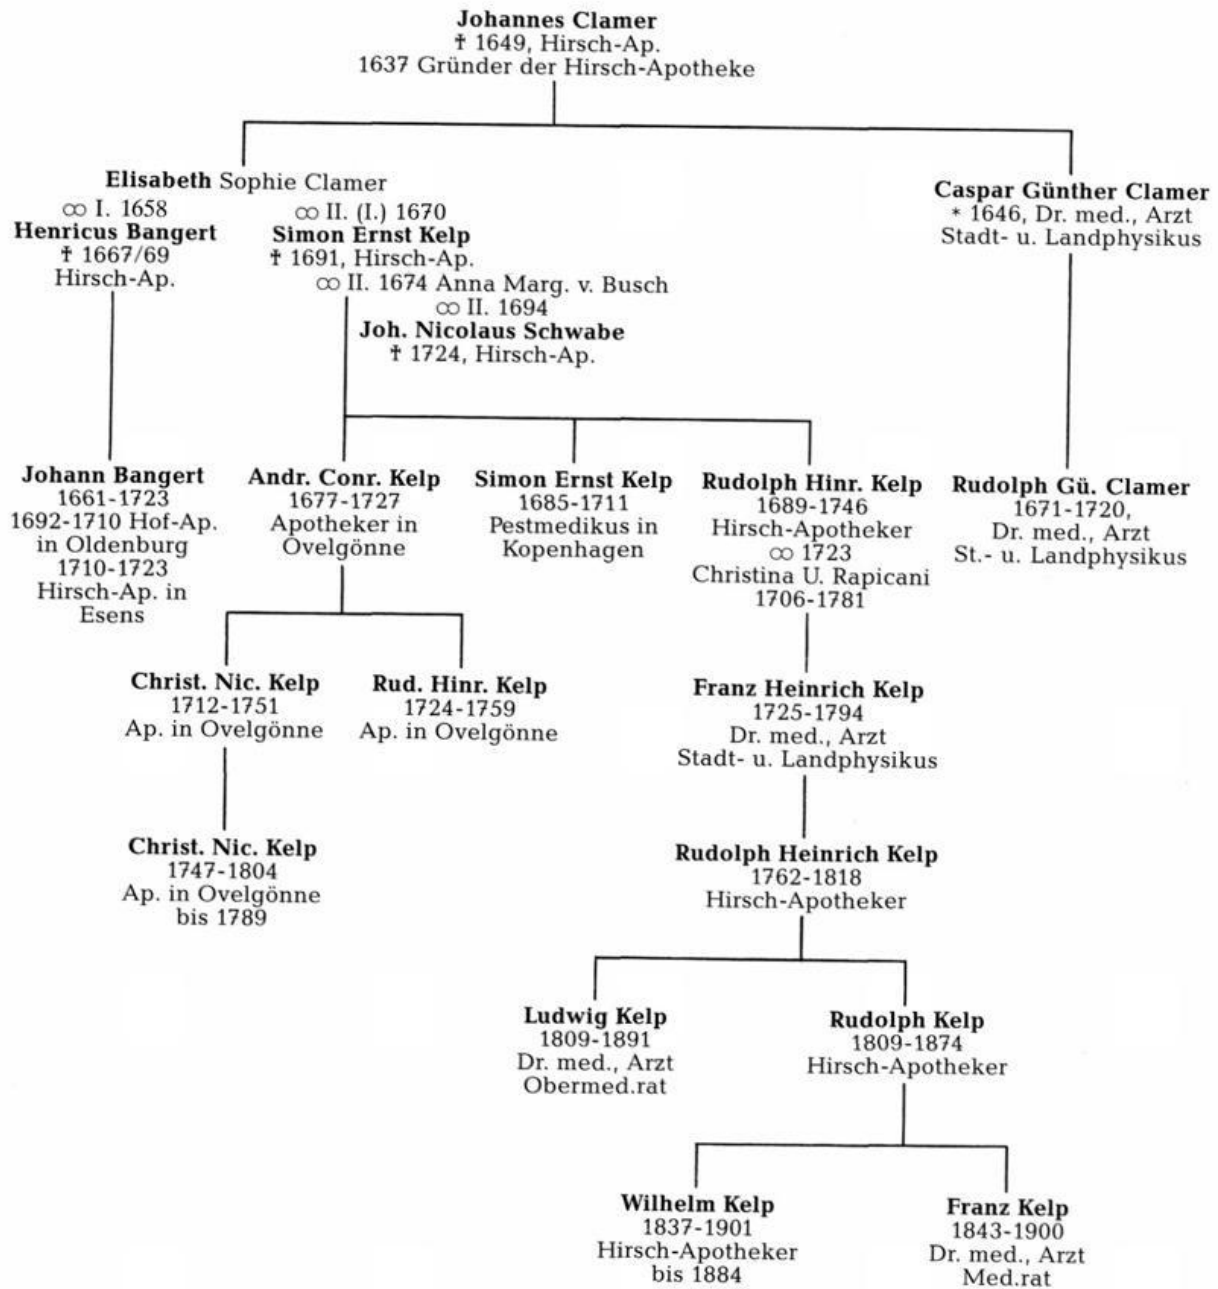 Johannes Clamer
† 1649, Hirsch-Ap.
1637 Gründer der Hirsch-Apotheke
Elisabeth Sophie Clamer
∞ I. 1658
Henricus Bangert
† 1667/69
Hirsch-Ap.
∞ II. (I.) 1670
Simon Ernst Kelp
† 1691, Hirsch-Ap.
∞ II. 1674 Anna Marg. v. Busch
∞ II. 1694
Joh. Nicolaus Schwabe
† 1724, Hirsch-Ap.
Caspar Günther Clamer
* 1646, Dr. med., Arzt
Stadt- u. Landphysikus
Johann Bangert
1661-1723
1692-1710 Hof-Ap.
in Oldenburg
1710-1723
Hirsch-Ap. in
Esens
Andr. Conr. Kelp
1677-1727
Apotheker in
Ovelgönne
Simon Ernst Kelp
1685-1711
Pestmedikus in
Kopenhagen
Rudolph Hinr. Kelp
1689-1746
Hirsch-Apotheker
∞ 1723
Christina U. Rapicani
1706-1781
Rudolph Gü. Clamer
1671-1720,
Dr. med., Arzt
St.- u. Landphysikus
Christ. Nic. Kelp
1712-1751
Ap. in Ovelgönne
Rud. Hinr. Kelp
1724-1759
Ap. in Ovelgönne
Franz Heinrich Kelp
1725-1794
Dr. med., Arzt
Stadt- u. Landphysikus
Christ. Nic. Kelp
1747-1804
Ap. in Ovelgönne
bis 1789
Rudolph Heinrich Kelp
1762-1818
Hirsch-Apotheker
Ludwig Kelp
1809-1891
Dr. med., Arzt
Obermed.rat
Rudolph Kelp
1809-1874
Hirsch-Apotheker
Wilhelm Kelp
1837-1901
Hirsch-Apotheker
bis 1884
Franz Kelp
1843-1900
Dr. med., Arzt
Med.rat